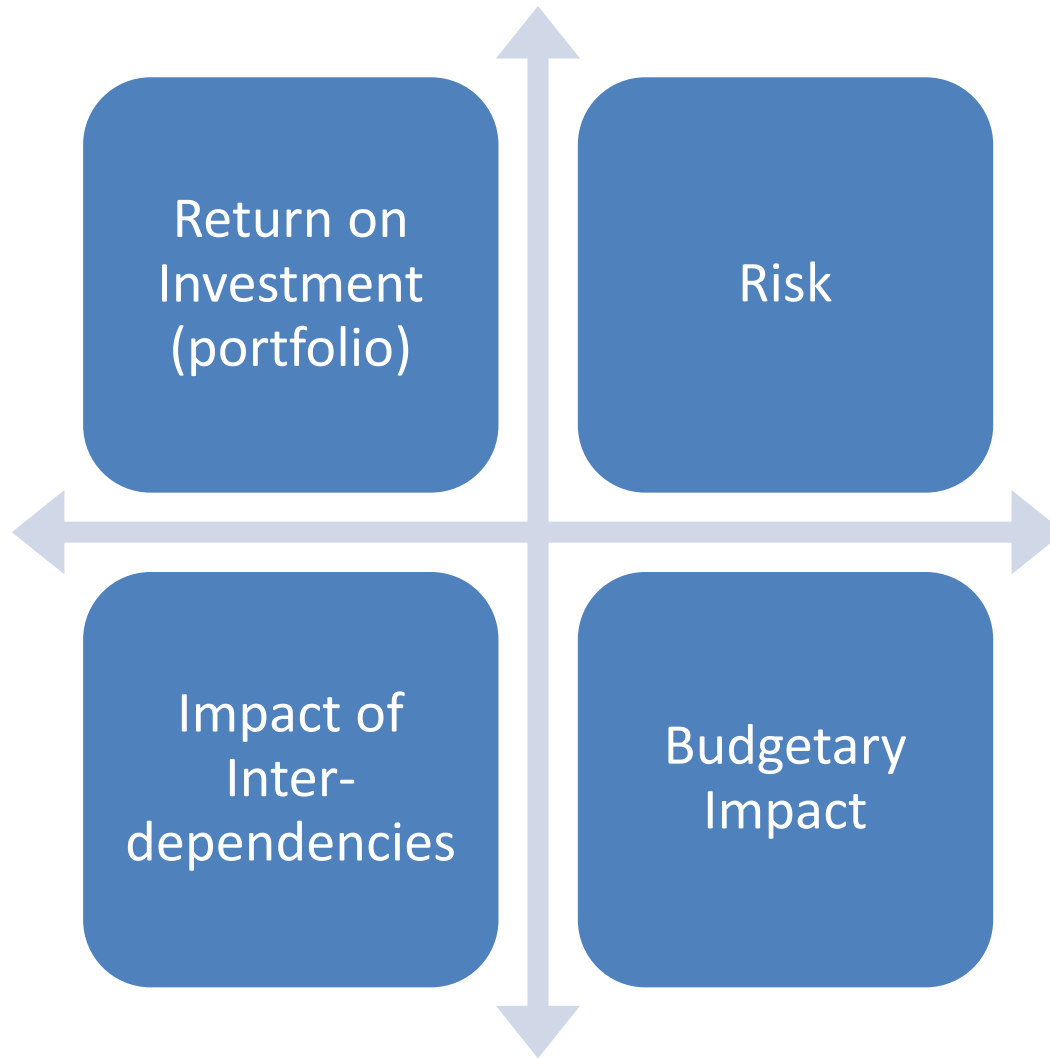 Return on
Investment
(portfolio)
Risk
Impact of
Inter-
dependencies
Budgetary
Impact